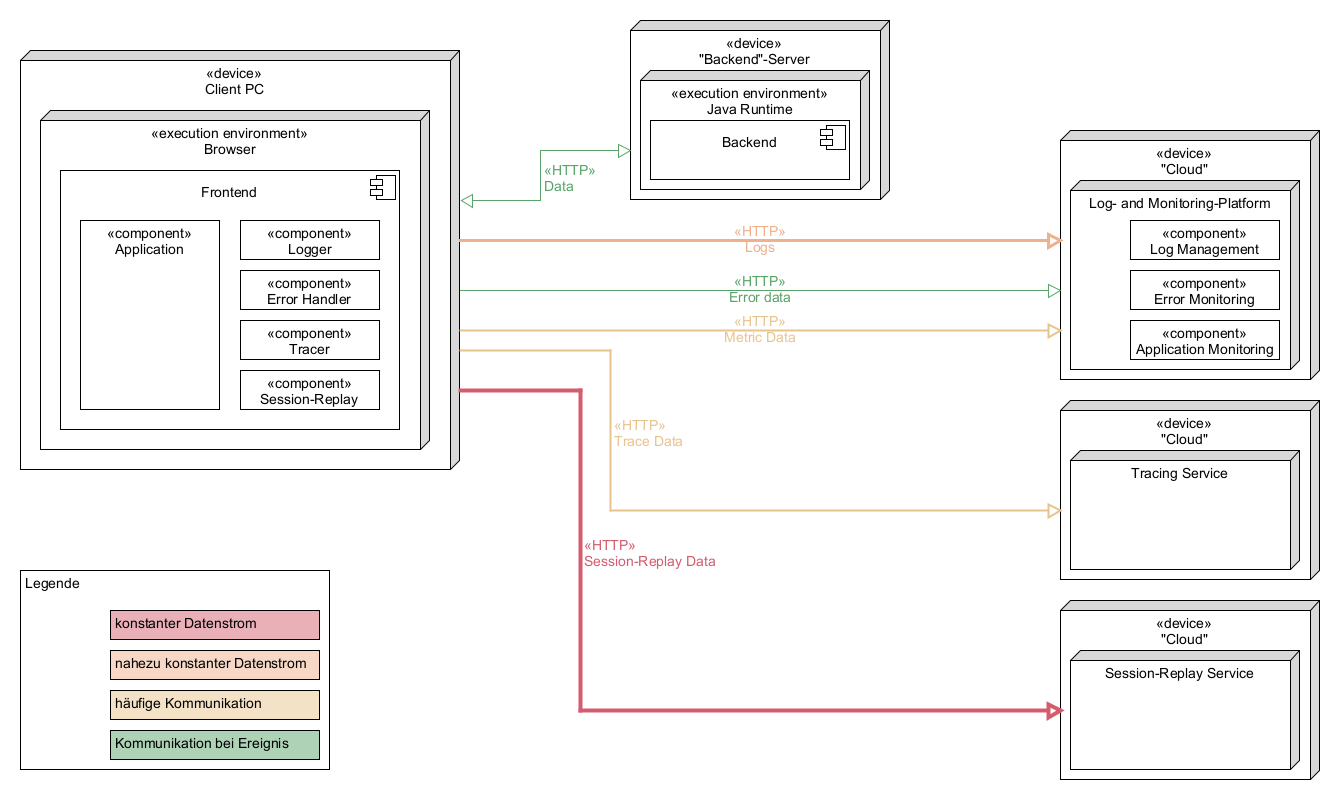 «device»
Client PC
«execution environment»
Browser
Frontend
«component»
Application
«component»
Logger
«component»
Error Handler
«component»
Tracer
«component»
Session-Replay
«device»
"Backend"-Server
«execution environment»
Java Runtime
Backend
«HTTP»
Data
«HTTP»
Logs
«HTTP»
Error data
«HTTP»
Metric Data
«HTTP»
Trace Data
«HTTP»
Session-Replay Data
«device»
"Cloud"
Log- and Monitoring-Platform
«component»
Log Management
«component»
Error Monitoring
«component»
Application Monitoring
«device»
"Cloud"
Tracing Service
«device»
"Cloud"
Session-Replay Service
Legende
konstanter Datenstrom
nahezu konstanter Datenstrom
häufige Kommunikation
Kommunikation bei Ereignis